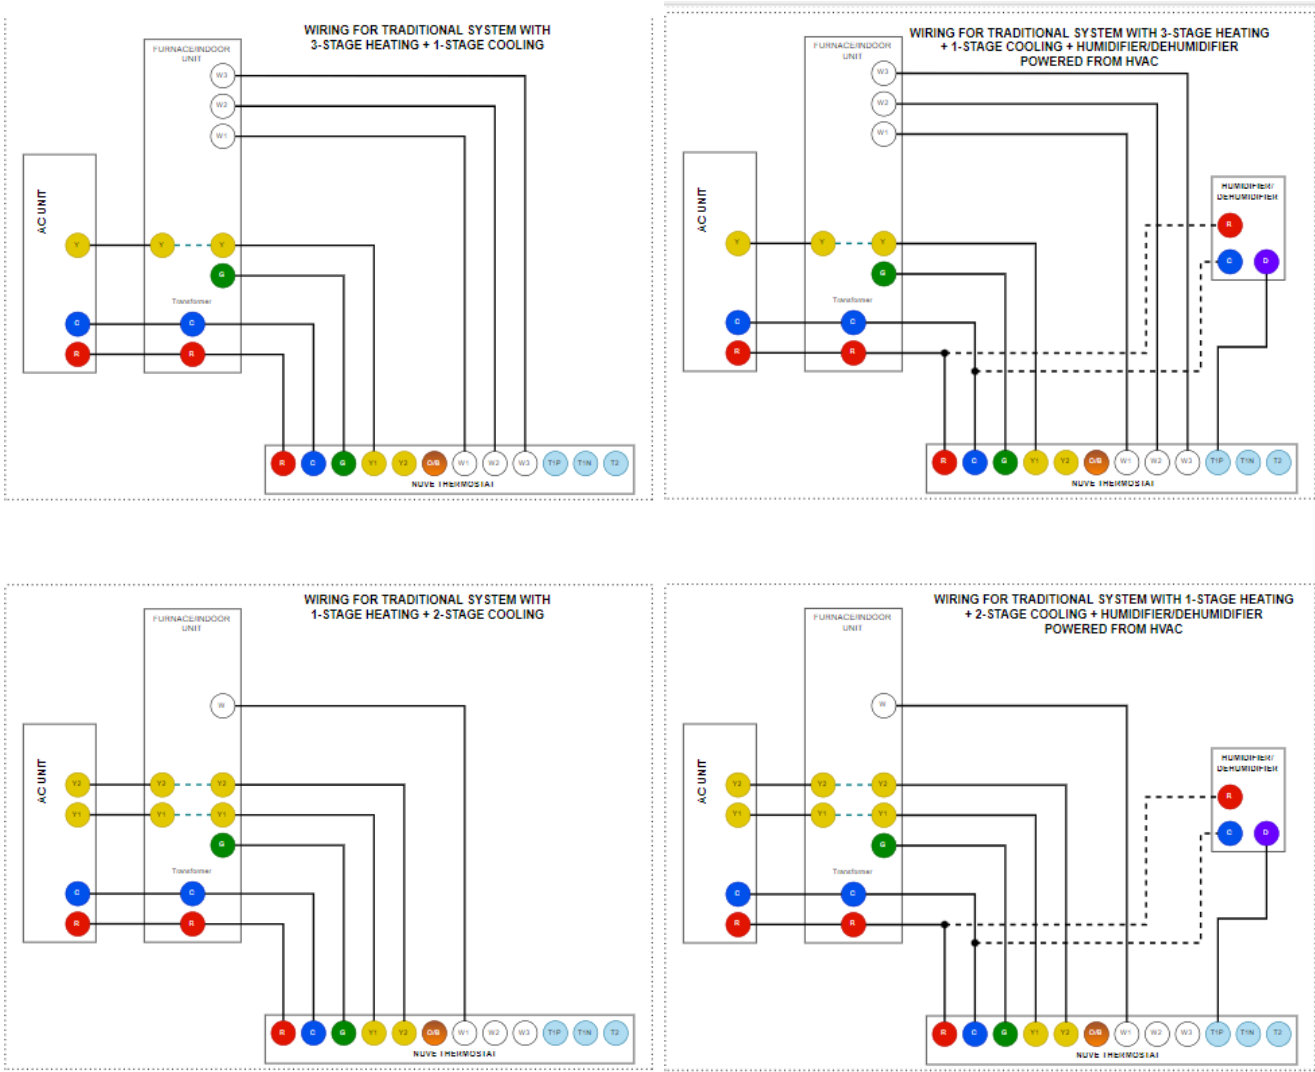 WIRING FOR TRADITIONAL SYSTEM WITH
3-STAGE HEATING + 1-STAGE COOLING
FURNACE/INDOOR
UNIT
W3
W2
W1
AC UNIT
Y
Y
Y
G
Transformer
C
C
R
R
R
C
G
Y1
Y2
O/B
W1
W2
W3
T1P
T1N
T2
NUVE THERMOSTAT
WIRING FOR TRADITIONAL SYSTEM WITH 3-STAGE HEATING
+ 1-STAGE COOLING + HUMIDIFIER/DEHUMIDIFIER
POWERED FROM HVAC
FURNACE/INDOOR
UNIT
W3
W2
W1
AC UNIT
HUMIDIFIER/
DEHUMIDIFIER
R
C
D
Y
Y
Y
G
Transformer
C
C
R
R
R
C
G
Y1
Y2
O/B
W1
W2
W3
T1P
T1N
T2
NUVE THERMOSTAT
WIRING FOR TRADITIONAL SYSTEM WITH
1-STAGE HEATING + 2-STAGE COOLING
FURNACE/INDOOR
UNIT
W
AC UNIT
Y2
Y2
Y2
Y1
Y1
Y1
G
Transformer
C
C
R
R
R
C
G
Y1
Y2
O/B
W1
W2
W3
T1P
T1N
T2
NUVE THERMOSTAT
WIRING FOR TRADITIONAL SYSTEM WITH 1-STAGE HEATING
+ 2-STAGE COOLING + HUMIDIFIER/DEHUMIDIFIER
POWERED FROM HVAC
FURNACE/INDOOR
UNIT
W
AC UNIT
HUMIDIFIER/
DEHUMIDIFIER
R
C
D
Y2
Y2
Y2
Y1
Y1
Y1
G
Transformer
C
C
R
R
R
C
G
Y1
Y2
O/B
W1
W2
W3
T1P
T1N
T2
NUVE THERMOSTAT